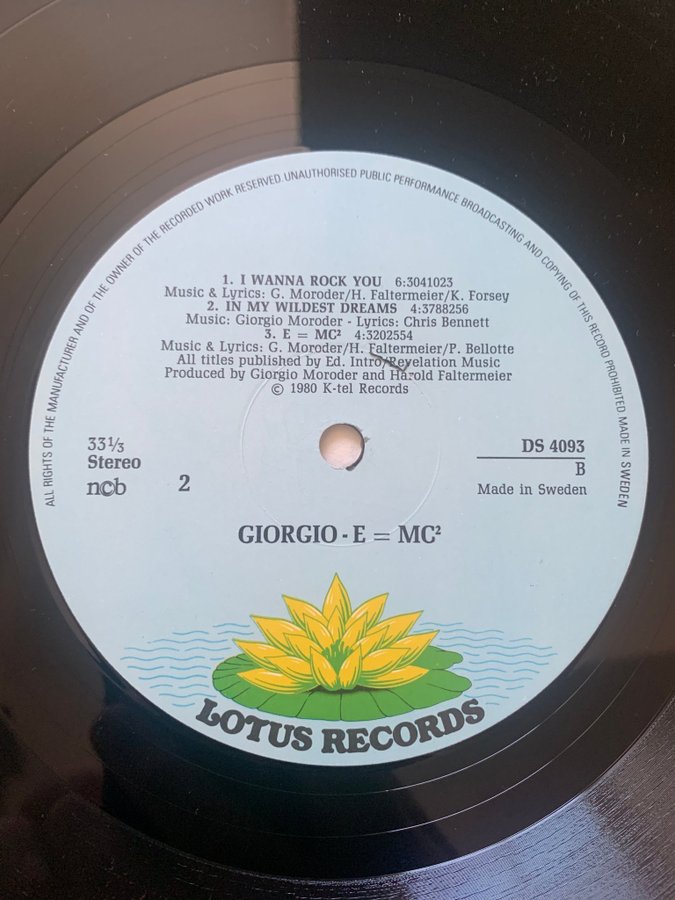 ALL RIGHTS OF THE MANUFACTURER AND OF THE OWNER OF THE RECORDED WORK RESERVED. UNAUTHORISED PUBLIC PERFORMANCE BROADCASTING AND COPYING OF THIS RECORD PROHIBITED MADE IN SWEDEN
1. I WANNA ROCK YOU 6:3041023
Music & Lyrics: G. Moroder/H. Faltermeier/K. Forsey
2. IN MY WILDEST DREAMS 4:3788256
Music: Giorgio Moroder - Lyrics: Chris Bennett
3. E = MC² 4:3202554
Music & Lyrics: G. Moroder/H. Faltermeier/P. Bellotte
All titles published by Ed. Intro/Revelation Music
Produced by Giorgio Moroder and Harold Faltermeier
© 1980 K-tel Records
33⅓
Stereo
ncb
2
DS 4093
B
Made in Sweden
GIORGIO - E = MC²
LOTUS RECORDS